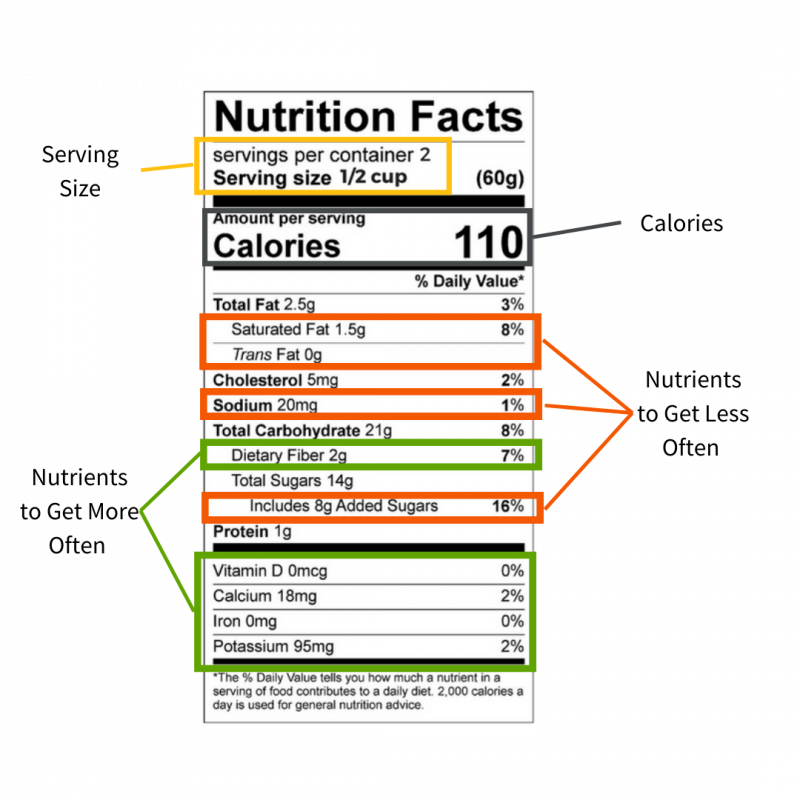 Nutrition Facts
servings per container 2
Serving size 1/2 cup (60g)
Amount per serving
Calories 110
% Daily Value*
Total Fat 2.5g 3%
Saturated Fat 1.5g 8%
Trans Fat 0g
Cholesterol 5mg 2%
Sodium 20mg 1%
Total Carbohydrate 21g 8%
Dietary Fiber 2g 7%
Total Sugars 14g
Includes 8g Added Sugars 16%
Protein 1g
Vitamin D 0mcg 0%
Calcium 18mg 2%
Iron 0mg 0%
Potassium 95mg 2%
*The % Daily Value tells you how much a nutrient in a
serving of food contributes to a daily diet. 2,000 calories a
day is used for general nutrition advice.
Serving
Size
Calories
Nutrients
to Get Less
Often
Nutrients
to Get More
Often